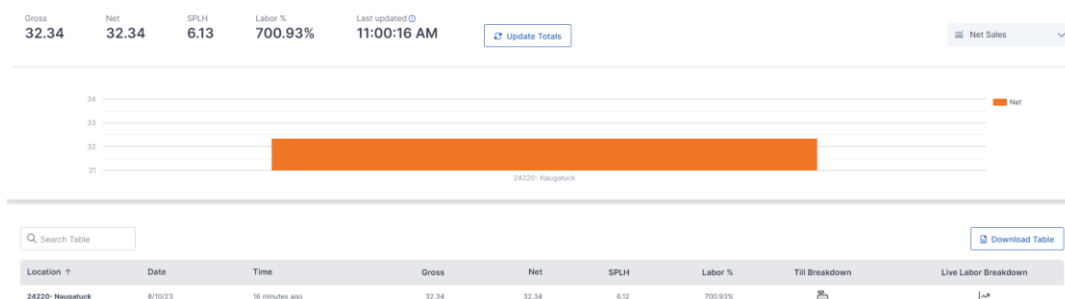 Gross Net SPLH Labor % Last updated
32.34 32.34 6.13 700.93% 11:00:16 AM
Update Totals
Net Sales
34
Net
33
32
31
24220- Naugatuck
Search Table
Download Table
Location ↑ Date Time Gross Net SPLH Labor % Till Breakdown Live Labor Breakdown
24220- Naugatuck 8/10/23 16 minutes ago 32.34 32.34 6.12 700.93%